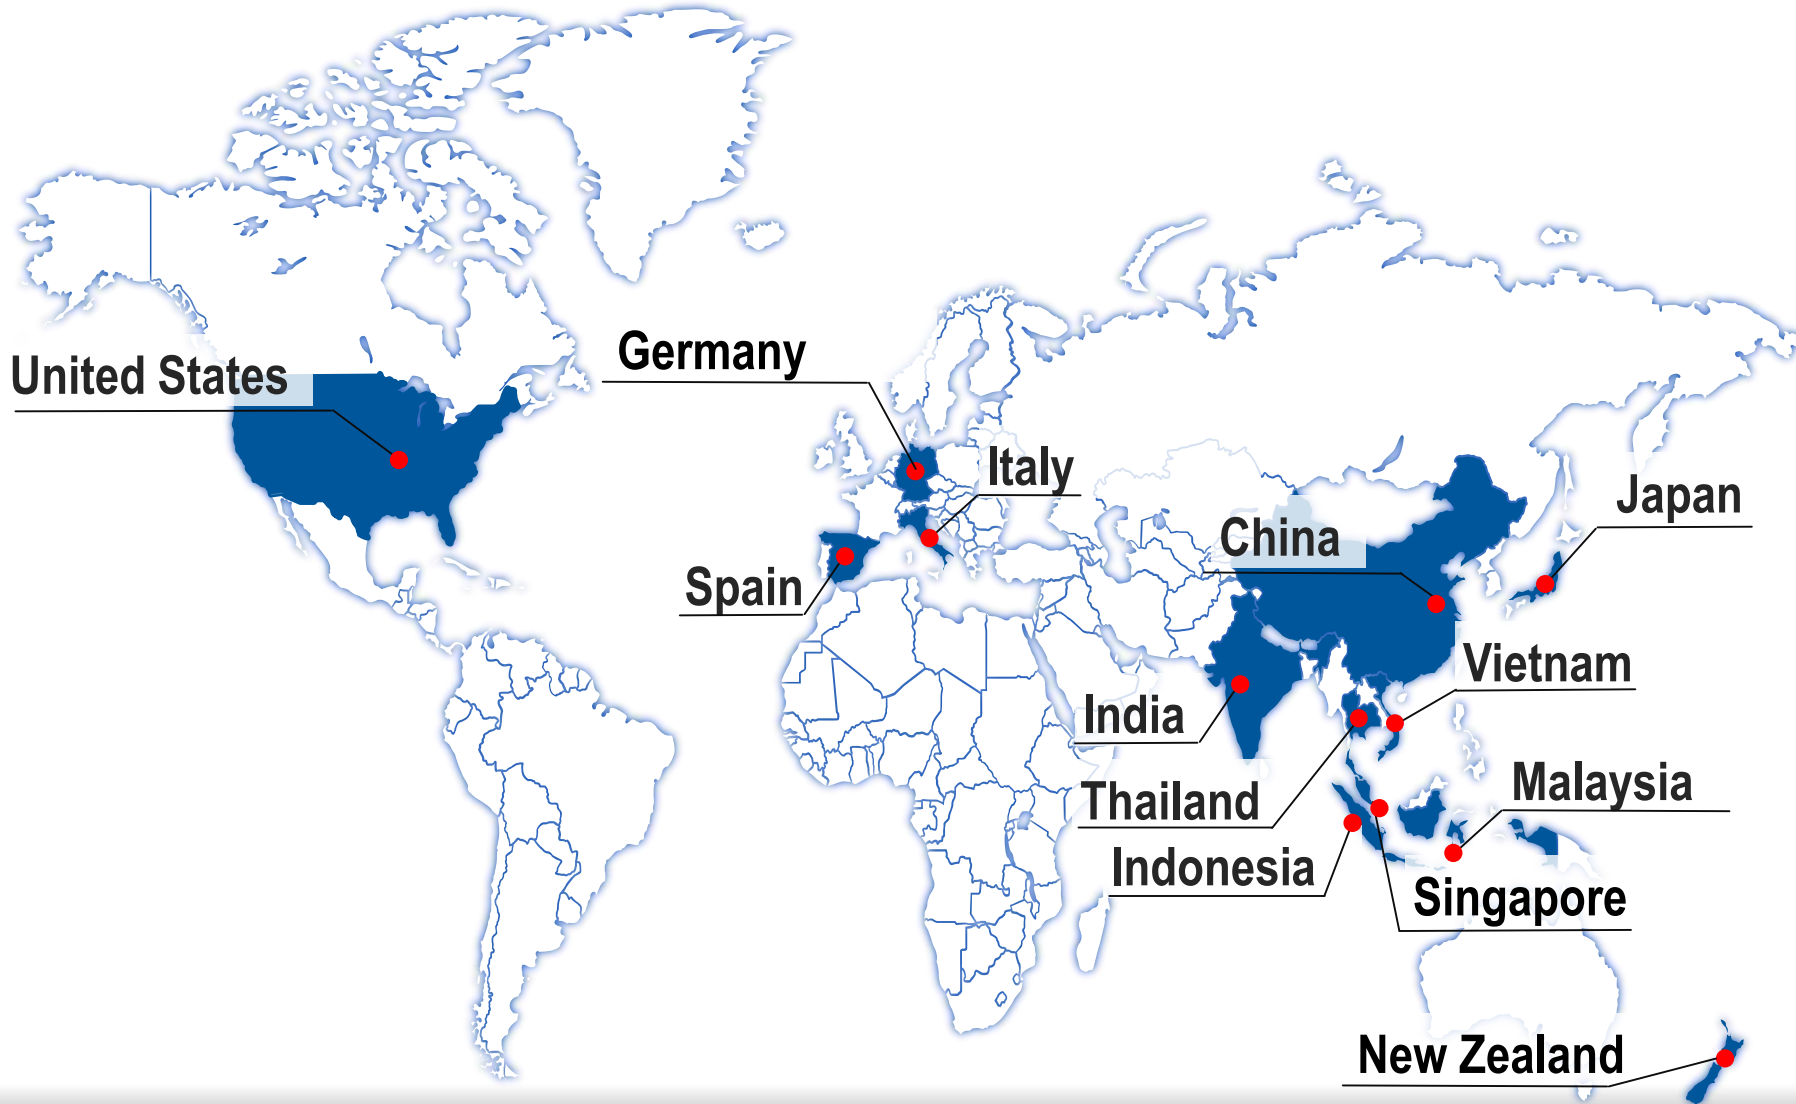 Germany
United States
Italy
Japan
China
Spain
Vietnam
India
Malaysia
Thailand
Indonesia
Singapore
New Zealand